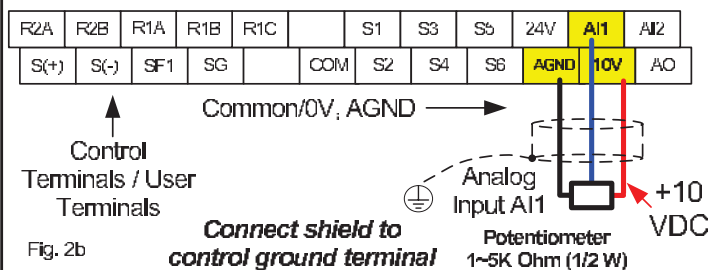 R2A R2B R1A R1B R1C S1 S3 S5 24V AI1 AI2
S(+) S(-) SF1 SG COM S2 S4 S6 AGND 10V AO
Common/0V, AGND
Control
Terminals / User
Terminals
Analog
Input AI1
+10
VDC
Connect shield to
control ground terminal
Potentiometer
1~5K Ohm (1/2 W)
Fig. 2b